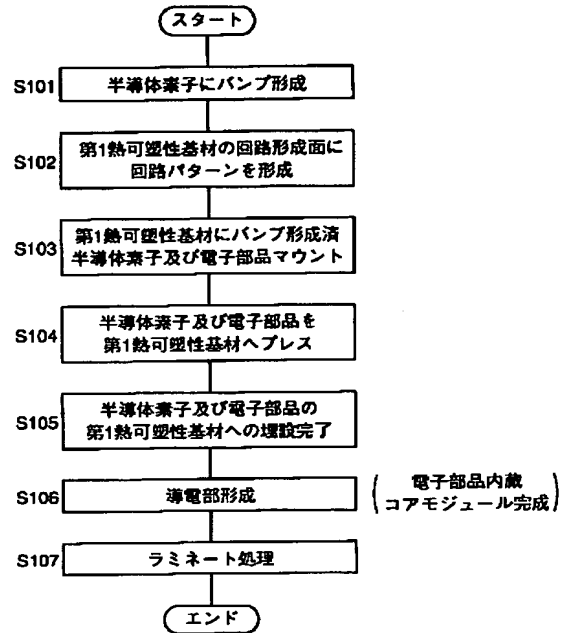 スタート
S101
半導体素子にバンプ形成
S102
第1熱可塑性基材の回路形成面に
回路パターンを形成
S103
第1熱可塑性基材にバンプ形成済
半導体素子及び電子部品マウント
S104
半導体素子及び電子部品を
第1熱可塑性基材へプレス
S105
半導体素子及び電子部品の
第1熱可塑性基材への埋設完了
S106
導電部形成
(電子部品内蔵
コアモジュール完成)
S107
ラミネート処理
エンド